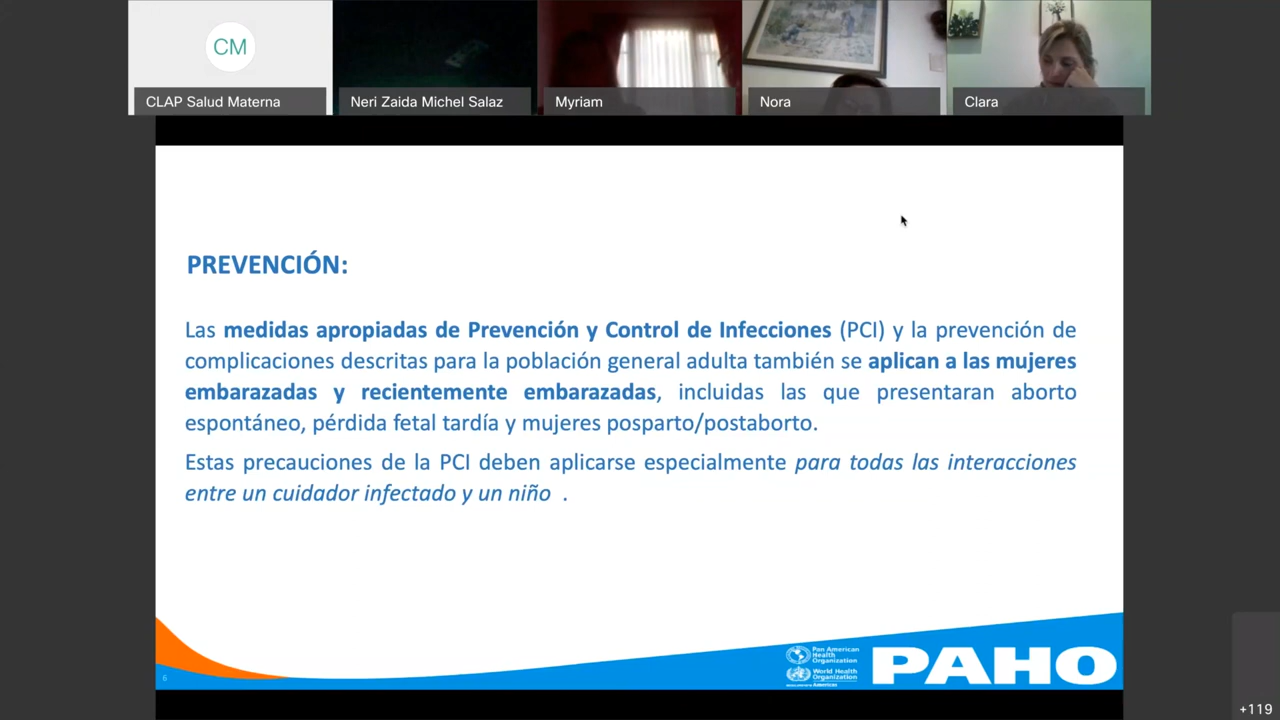 CM
CLAP Salud Materna
Neri Zaida Michel Salaz
Myriam
Nora
Clara
PREVENCIÓN:
Las medidas apropiadas de Prevención y Control de Infecciones (PCI) y la prevención de
complicaciones descritas para la población general adulta también se aplican a las mujeres
embarazadas y recientemente embarazadas, incluidas las que presentaran aborto
espontáneo, pérdida fetal tardía y mujeres posparto/postaborto.
Estas precauciones de la PCI deben aplicarse especialmente para todas las interacciones
entre un cuidador infectado y un niño .
6
Pan American
Health
Organization
World Health
Organization
Americas
PAHO
+119